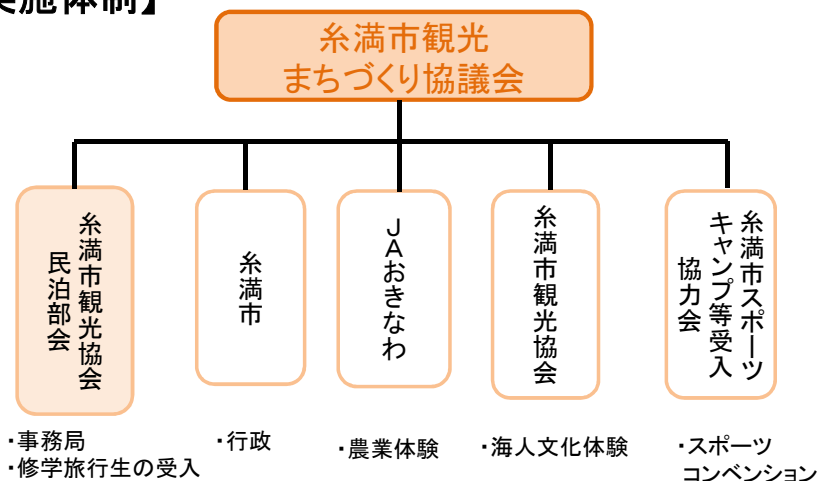 実施体制】
糸満市観光
まちづくり協議会
糸満市観光協会
民泊部会
糸満市
JAおきなわ
糸満市観光協会
糸満市スポーツ
キャンプ等受入
協力会
・事務局
・修学旅行生の受入
・行政
・農業体験
・海人文化体験
・スポーツ
コンベンション